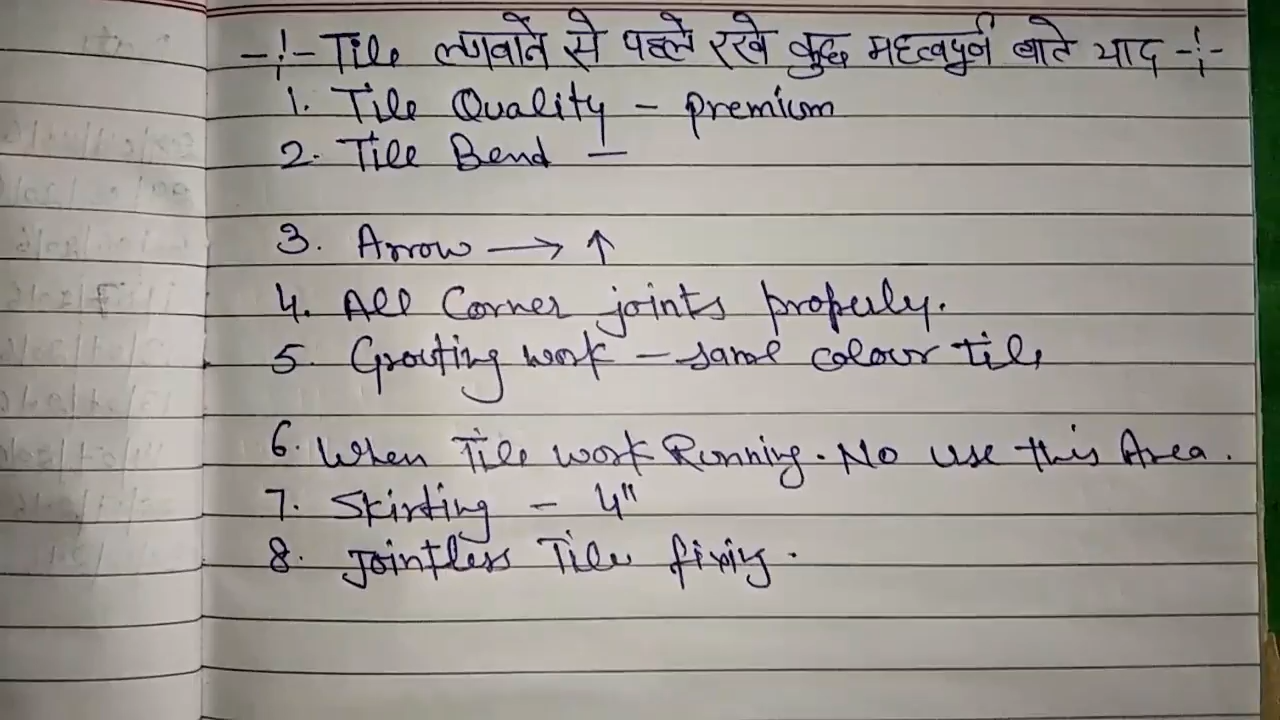 -!- Tile लगवाने से पहले रखे कुछ महत्वपूर्ण बाते याद -!-
1. Tile Quality - premium
2. Tile Bend -
3. Arrow → ↑
4. All Corner joints properly.
5. Grouting work - same colour tile
6. When Tile work Running. No use this Area.
7. Skirting - 4"
8. Jointless Tile fixing.